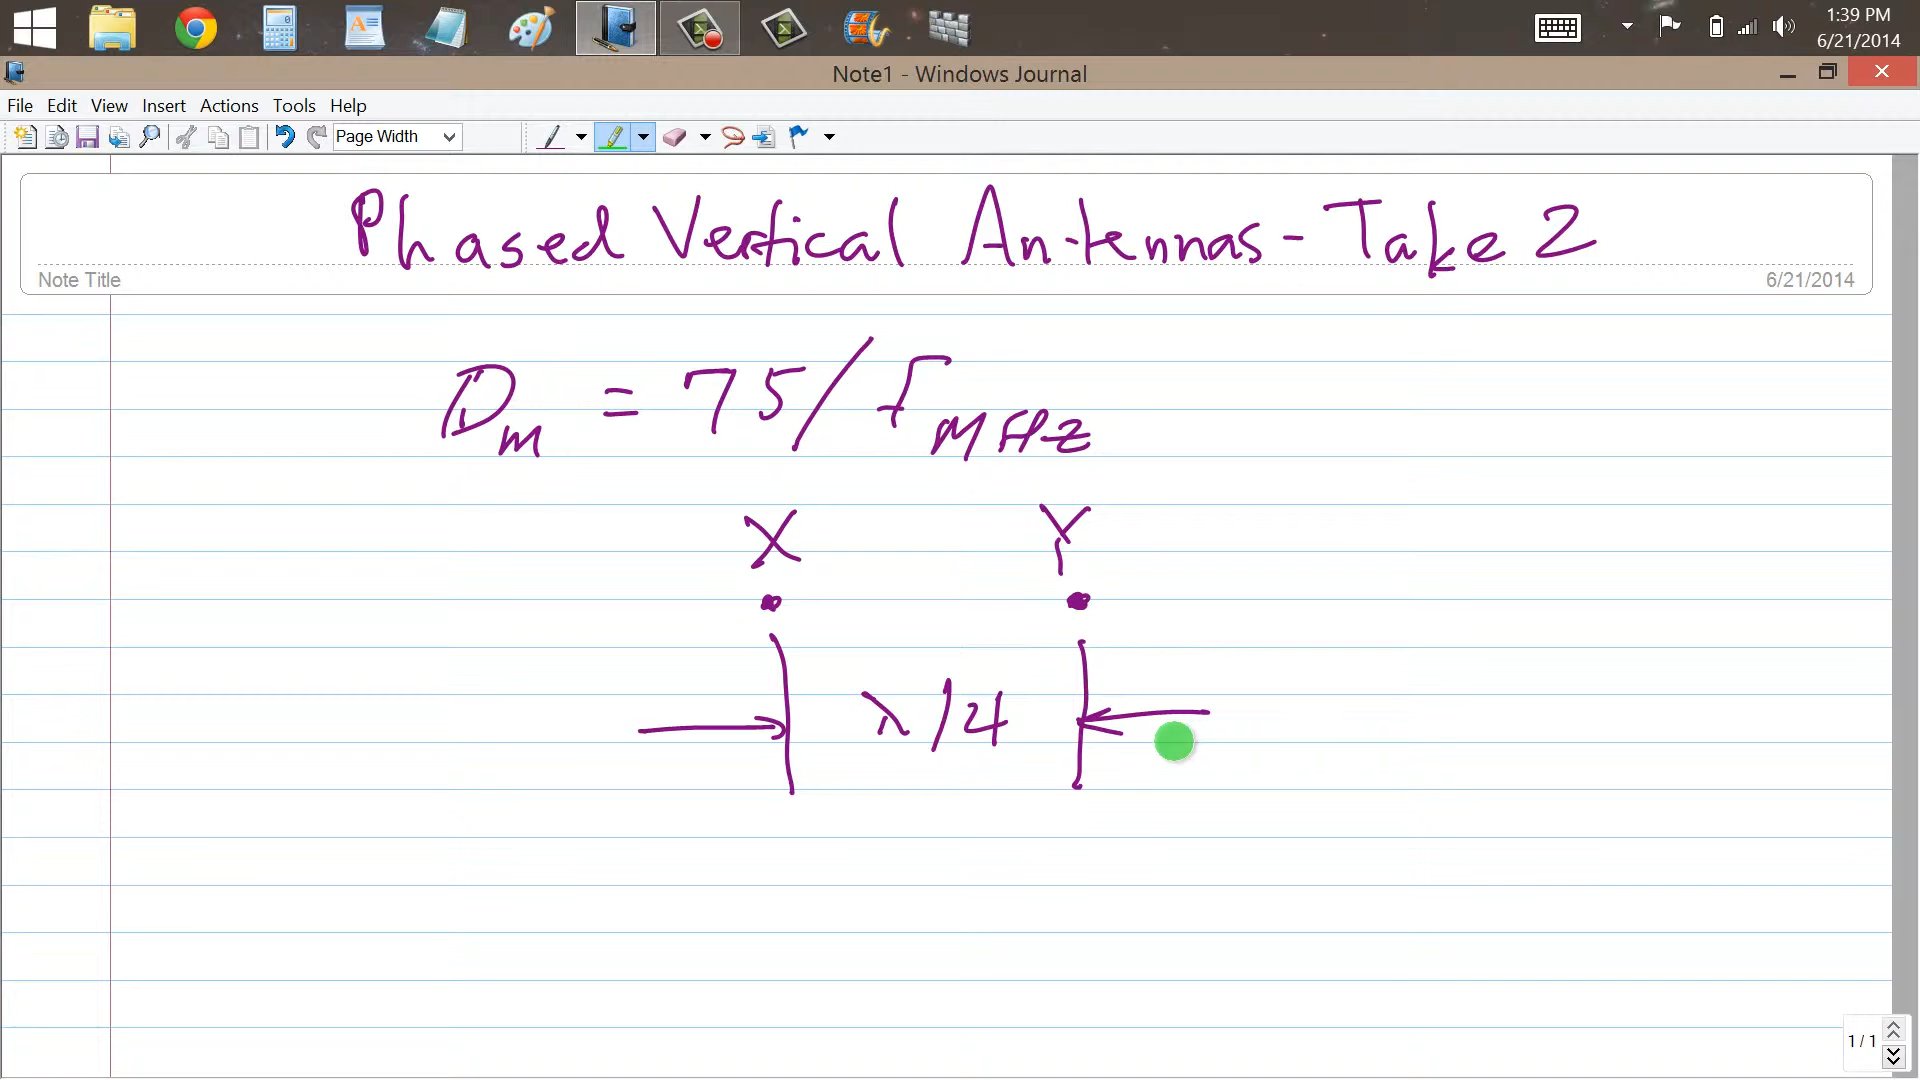 1:39 PM
6/21/2014
Note1 - Windows Journal
File Edit View Insert Actions Tools Help
Page Width
Phased Vertical Antennas - Take 2
Note Title
6/21/2014
Dm = 75/fMHz
X Y
λ/4
1 / 1